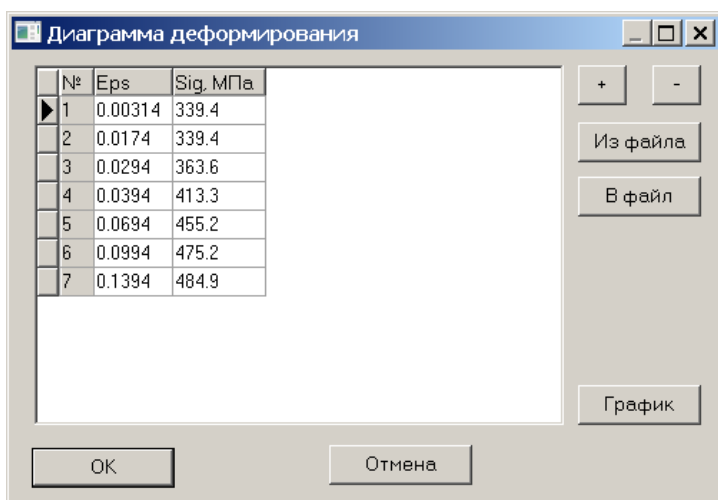 Диаграмма деформирования
№ Eps Sig, МПа
1 0.00314 339.4
2 0.0174 339.4
3 0.0294 363.6
4 0.0394 413.3
5 0.0694 455.2
6 0.0994 475.2
7 0.1394 484.9
+ -
Из файла
В файл
График
OK Отмена